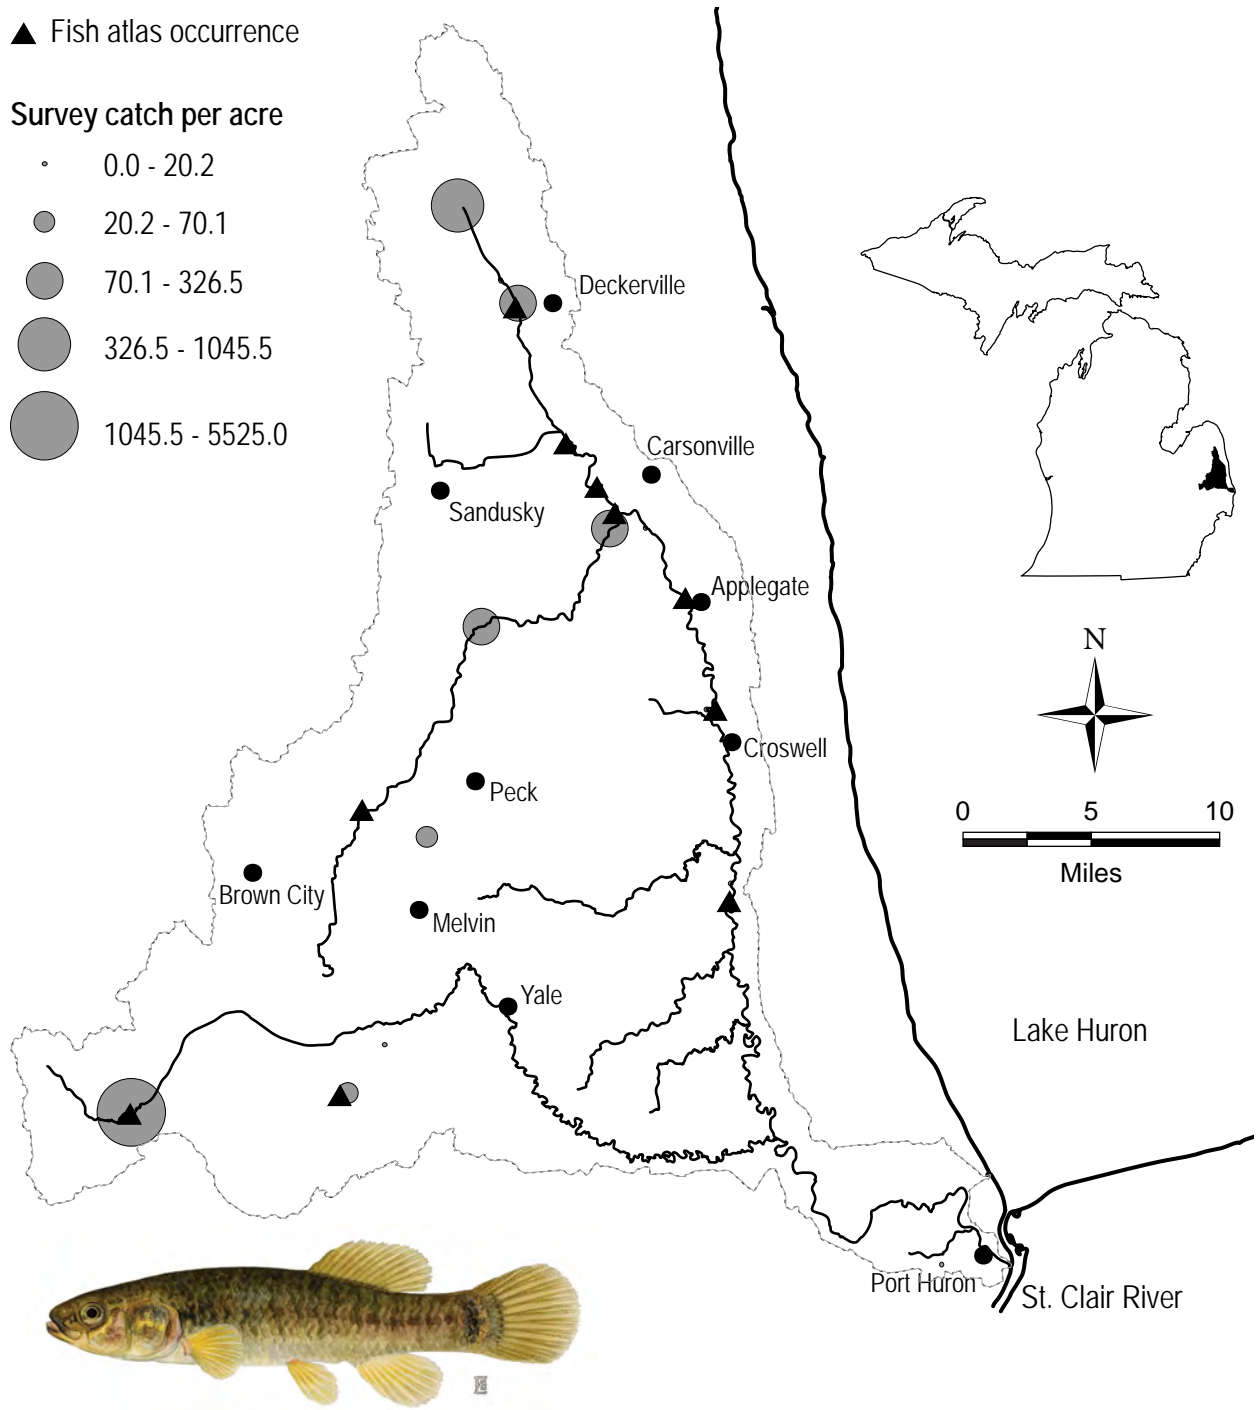 Fish atlas occurrence
Survey catch per acre
0.0 - 20.2
20.2 - 70.1
70.1 - 326.5
326.5 - 1045.5
1045.5 - 5525.0
Deckerville
Carsonville
Sandusky
Applegate
N
Croswell
Peck
0 5 10
Miles
Brown City
Melvin
Yale
Lake Huron
Port Huron
St. Clair River